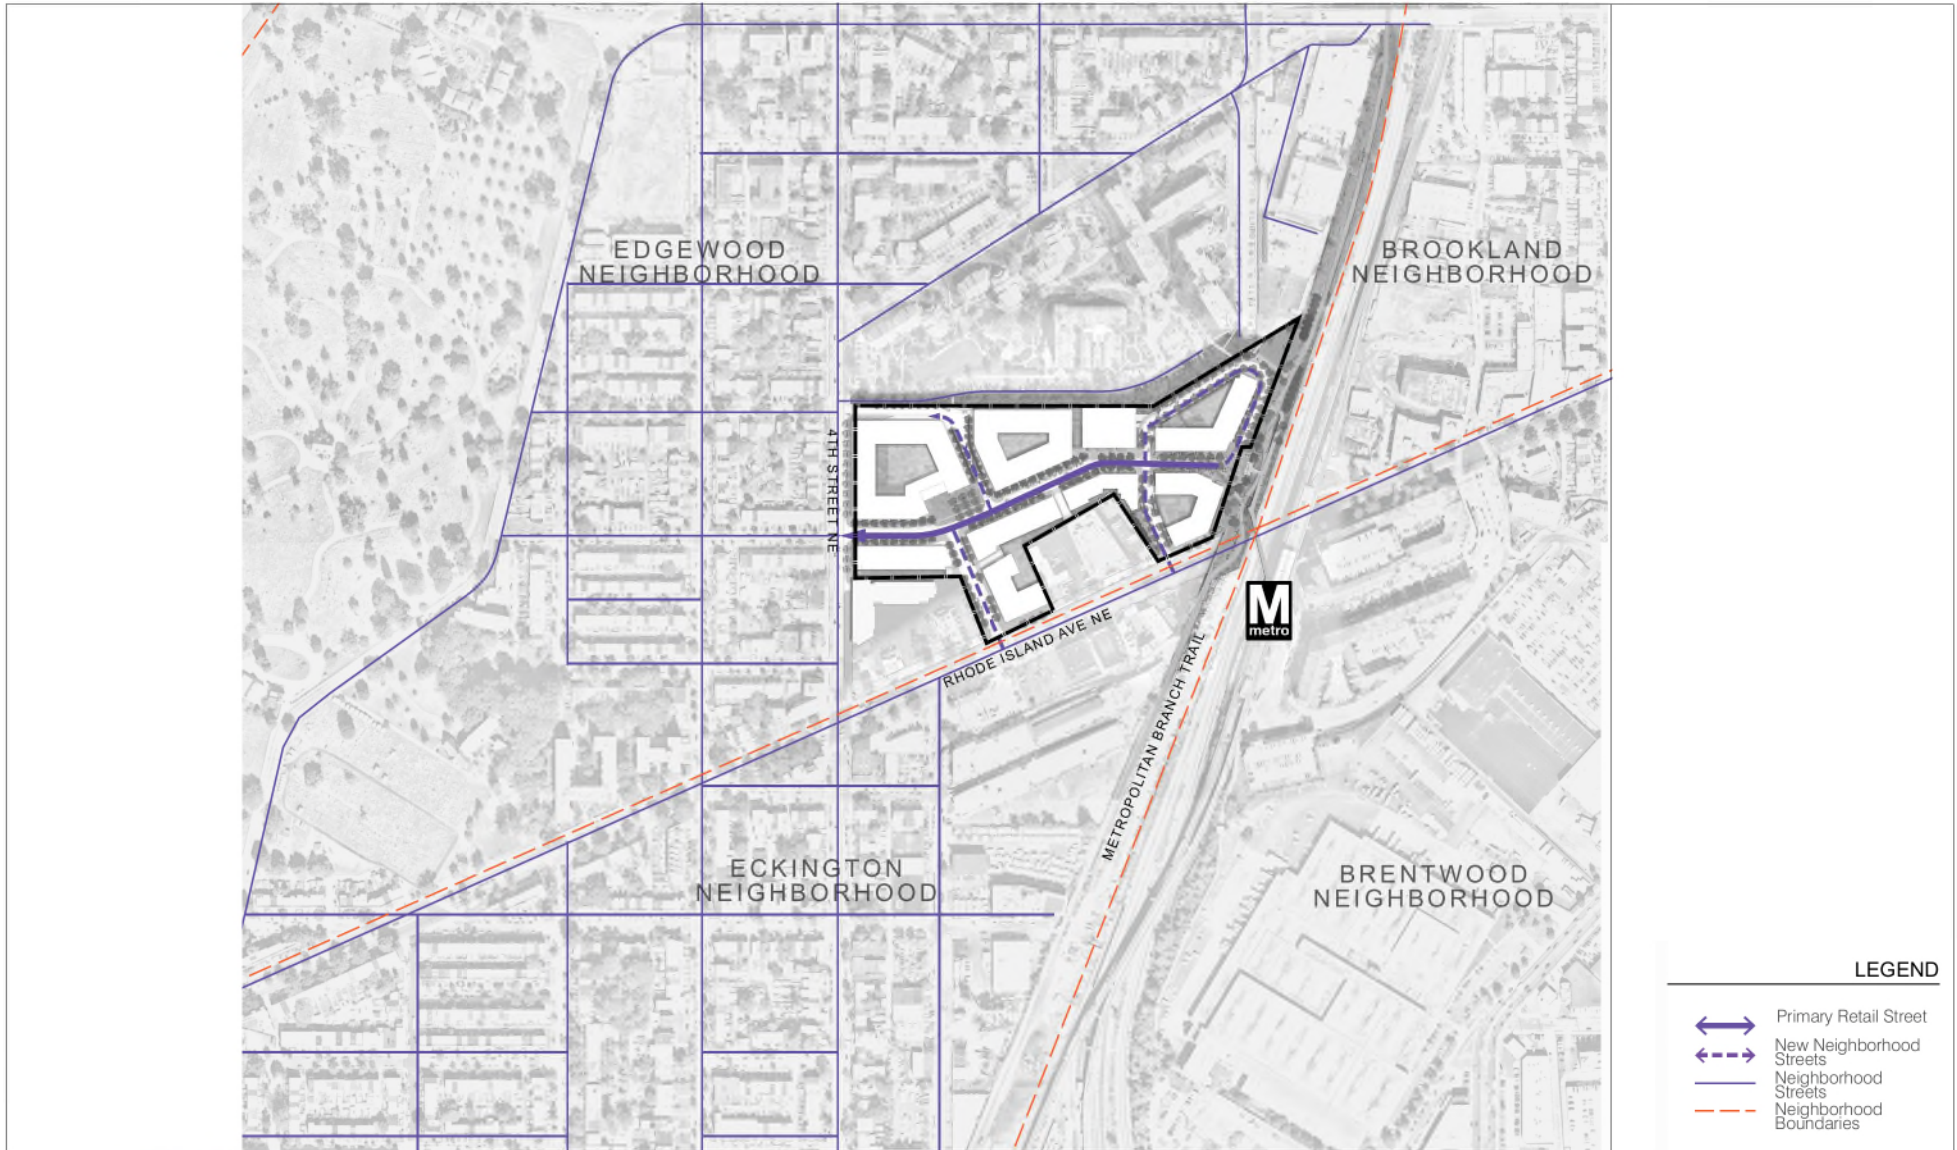 EDGEWOOD
NEIGHBORHOOD
BROOKLAND
NEIGHBORHOOD
4TH STREET NE
M
metro
RHODE ISLAND AVE NE
METROPOLITAN BRANCH TRAIL
ECKINGTON
NEIGHBORHOOD
BRENTWOOD
NEIGHBORHOOD
LEGEND
Primary Retail Street
New Neighborhood
Streets
Neighborhood
Streets
Neighborhood
Boundaries